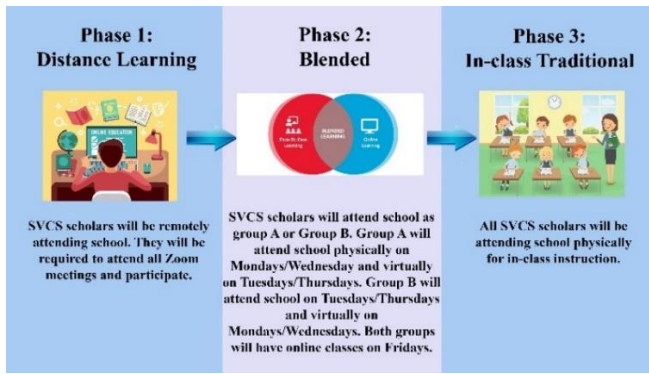 Phase 1:
Distance Learning
ONLINE EDUCATION
SVCS scholars will be remotely
attending school. They will be
required to attend all Zoom
meetings and participate.
Phase 2:
Blended
Face-To-Face
Learning
BLENDED
LEARNING
Online
Learning
SVCS scholars will attend school as
group A or Group B. Group A will
attend school physically on
Mondays/Wednesday and virtually
on Tuesdays/Thursdays. Group B will
attend school on Tuesdays/Thursdays
and virtually on
Mondays/Wednesdays. Both groups
will have online classes on Fridays.
Phase 3:
In-class Traditional
All SVCS scholars will be
attending school physically
for in-class instruction.